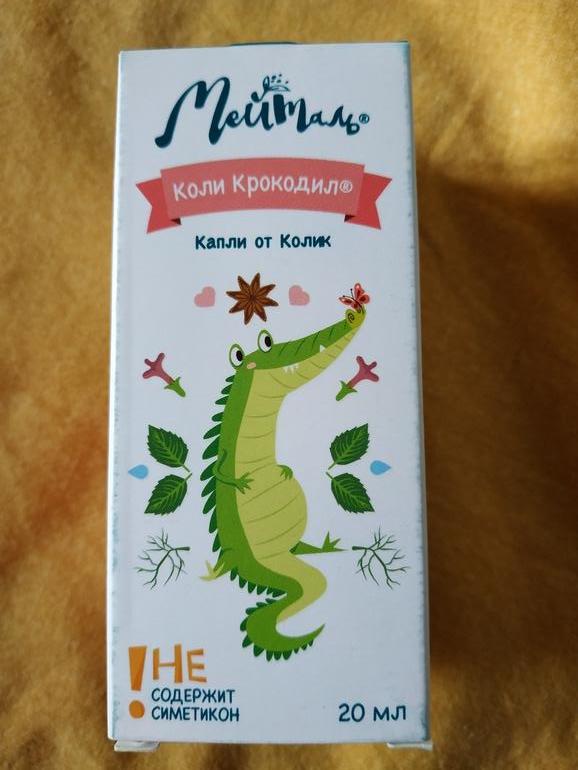 Мейталь®
Коли Крокодил®
Капли от Колик
! НЕ
СОДЕРЖИТ
СИМЕТИКОН
20 мл